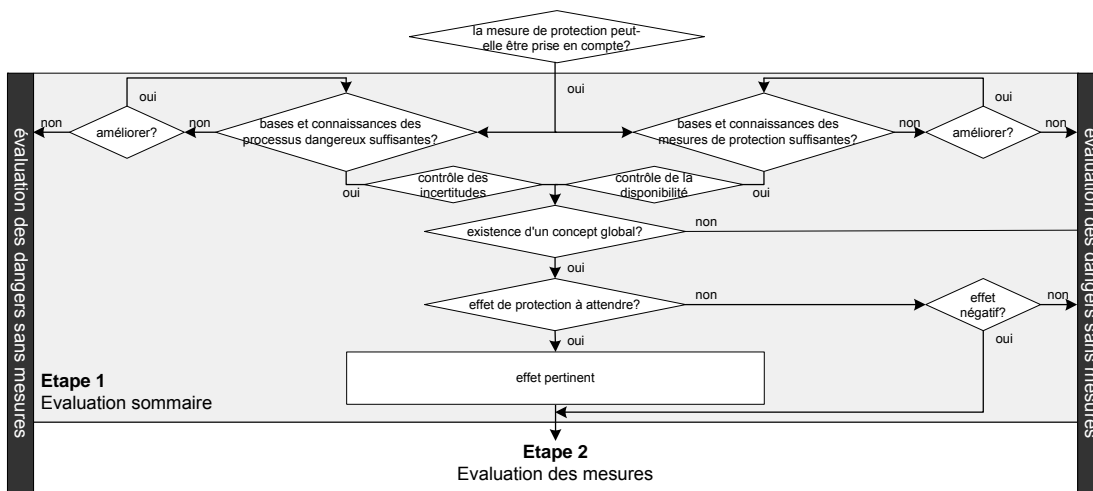 la mesure de protection peut-
elle être prise en compte?
oui
oui
oui
non
améliorer?
non
bases et connaissances des
processus dangereux suffisantes?
bases et connaissances des
mesures de protection suffisantes?
non
améliorer?
non
oui
contrôle des
incertitudes
contrôle de la
disponibilité
oui
existence d'un concept global?
non
oui
effet de protection à attendre?
non
effet
négatif?
non
oui
oui
effet pertinent
Etape 1
Evaluation sommaire
Etape 2
Evaluation des mesures
évaluation des dangers sans mesures
évaluation des dangers sans mesures